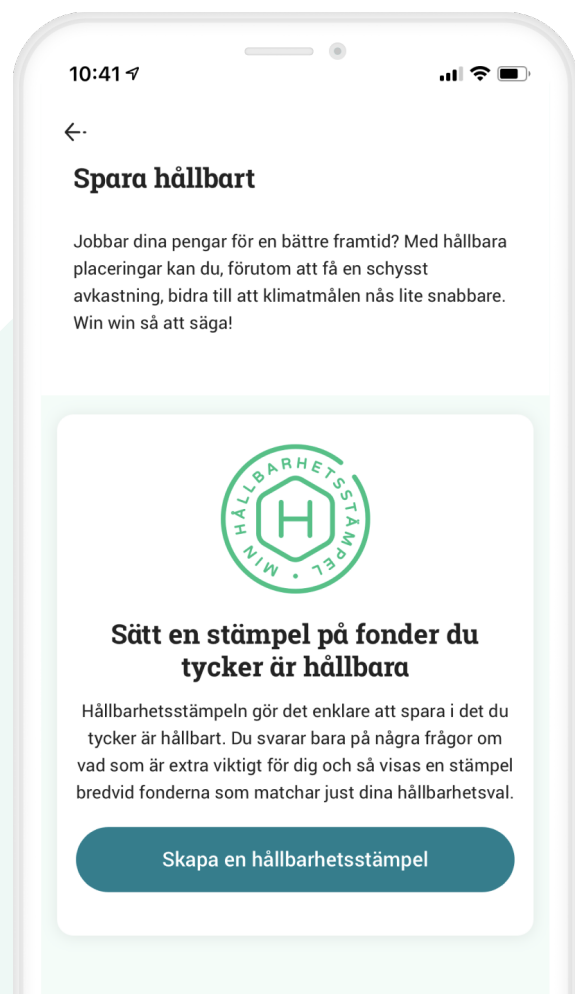 10:41
Spara hållbart
Jobbar dina pengar för en bättre framtid? Med hållbara
placeringar kan du, förutom att få en schysst
avkastning, bidra till att klimatmålen nås lite snabbare.
Win win så att säga!
MIN HÅLLBARHETSSTÄMPEL •
H
Sätt en stämpel på fonder du
tycker är hållbara
Hållbarhetsstämpeln gör det enklare att spara i det du
tycker är hållbart. Du svarar bara på några frågor om
vad som är extra viktigt för dig och så visas en stämpel
bredvid fonderna som matchar just dina hållbarhetsval.
Skapa en hållbarhetsstämpel